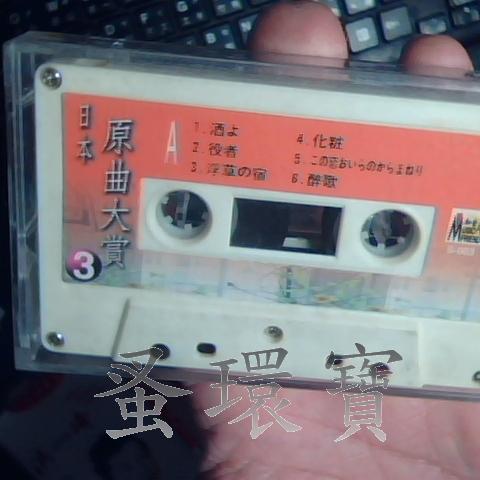 日本
原曲大賞
3
A
1.酒よ
2.役者
3.浮草の宿
4.化粧
5.この恋おいらのからまわり
6.酔歌
蚤環寶